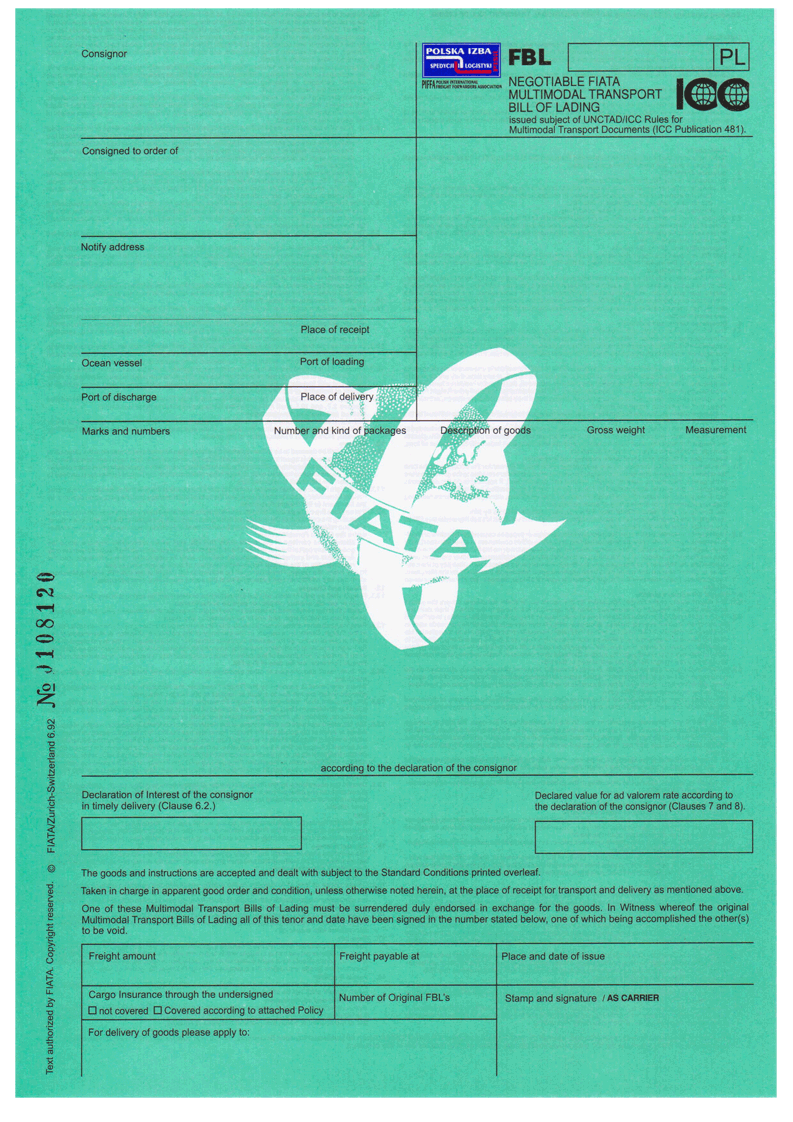 Consignor
POLSKA IZBA
SPEDYCJI I LOGISTYKI
PIFFA POLISH INTERNATIONAL
FREIGHT FORWARDERS ASSOCIATION
FBL
PL
NEGOTIABLE FIATA
MULTIMODAL TRANSPORT
BILL OF LADING
ICC
issued subject of UNCTAD/ICC Rules for
Multimodal Transport Documents (ICC Publication 481).
Consigned to order of
Notify address
Place of receipt
Ocean vessel
Port of loading
Port of discharge
Place of delivery
Marks and numbers
Number and kind of packages
Description of goods
Gross weight
Measurement
FIATA
according to the declaration of the consignor
Declaration of Interest of the consignor
in timely delivery (Clause 6.2.)
Declared value for ad valorem rate according to
the declaration of the consignor (Clauses 7 and 8).
The goods and instructions are accepted and dealt with subject to the Standard Conditions printed overleaf.
Taken in charge in apparent good order and condition, unless otherwise noted herein, at the place of receipt for transport and delivery as mentioned above.
One of these Multimodal Transport Bills of Lading must be surrendered duly endorsed in exchange for the goods. In Witness whereof the original
Multimodal Transport Bills of Lading all of this tenor and date have been signed in the number stated below, one of which being accomplished the other(s)
to be void.
Freight amount
Freight payable at
Place and date of issue
Cargo Insurance through the undersigned
☐ not covered ☐ Covered according to attached Policy
Number of Original FBL's
Stamp and signature / AS CARRIER
For delivery of goods please apply to:
Text authorized by FIATA. Copyright reserved. © FIATA/Zurich-Switzerland 6.92
№ 0108120